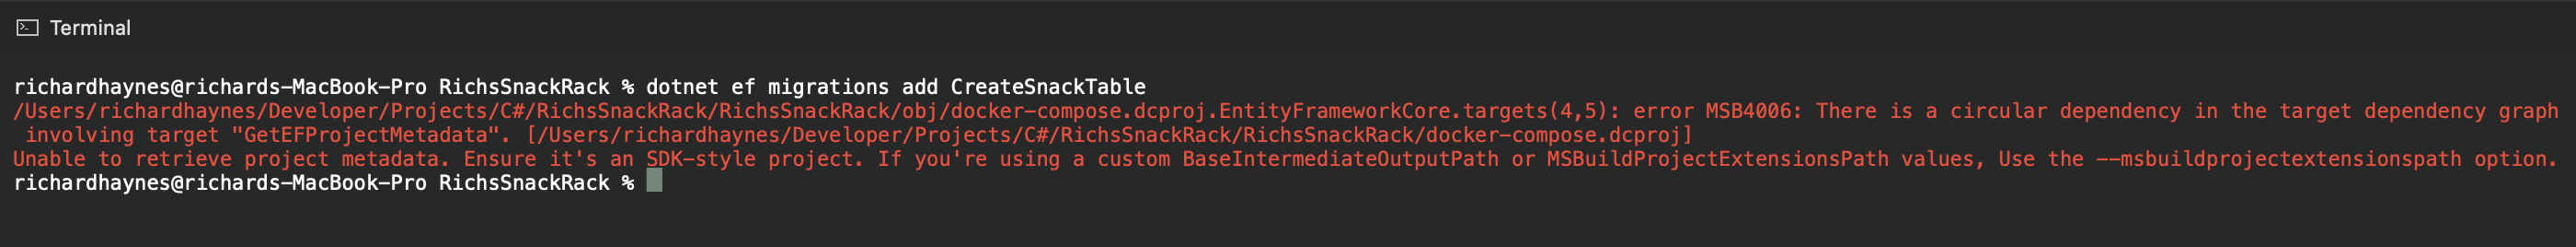 Terminal
richardhaynes@richards-MacBook-Pro RichsSnackRack % dotnet ef migrations add CreateSnackTable
/Users/richardhaynes/Developer/Projects/C#/RichsSnackRack/RichsSnackRack/obj/docker-compose.dcproj.EntityFrameworkCore.targets(4,5): error MSB4006: There is a circular dependency in the target dependency graph
involving target "GetEFProjectMetadata". [/Users/richardhaynes/Developer/Projects/C#/RichsSnackRack/RichsSnackRack/docker-compose.dcproj]
Unable to retrieve project metadata. Ensure it's an SDK-style project. If you're using a custom BaseIntermediateOutputPath or MSBuildProjectExtensionsPath values, Use the --msbuildprojectextensionspath option.
richardhaynes@richards-MacBook-Pro RichsSnackRack %